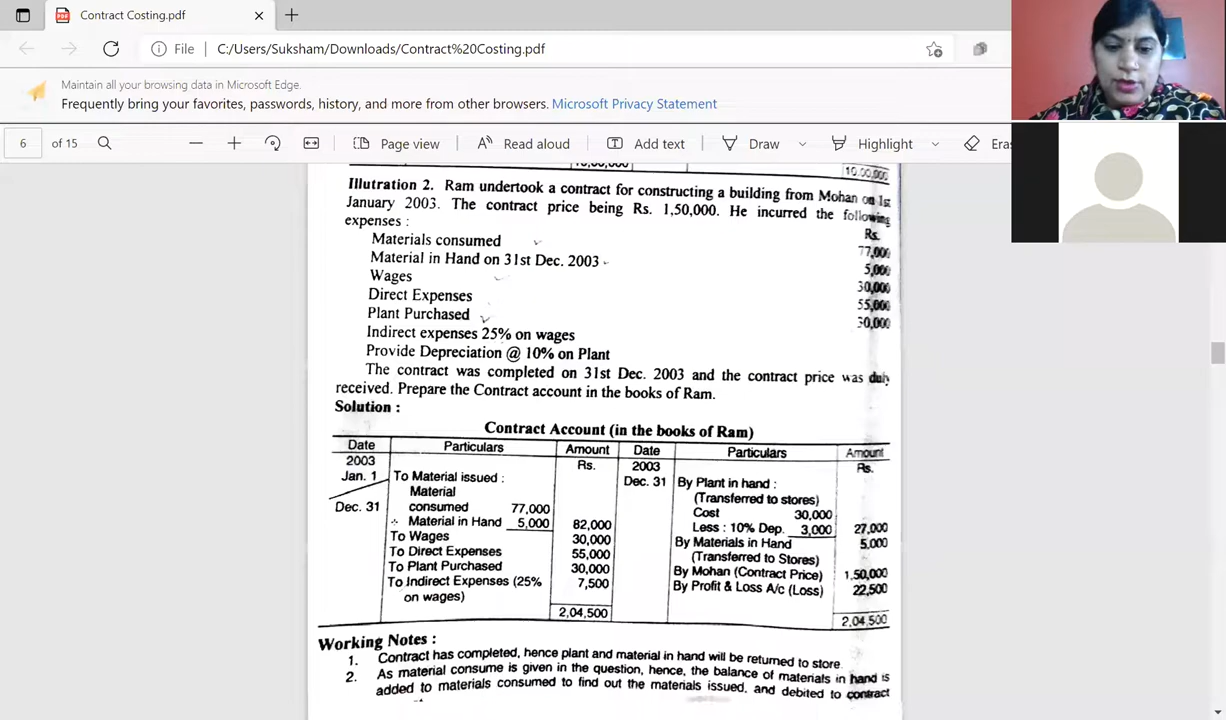 Contract Costing.pdf
File | C:/Users/Suksham/Downloads/Contract%20Costing.pdf
Maintain all your browsing data in Microsoft Edge.
Frequently bring your favorites, passwords, history, and more from other browsers. Microsoft Privacy Statement
6 of 15 Page view Read aloud Add text Draw Highlight Eras
10,00,000
Illutration 2. Ram undertook a contract for constructing a building from Mohan on 1st
January 2003. The contract price being Rs. 1,50,000. He incurred the following
expenses :
Rs.
Materials consumed 77,000
Material in Hand on 31st Dec. 2003 5,000
Wages 30,000
Direct Expenses 55,000
Plant Purchased 30,000
Indirect expenses 25% on wages
Provide Depreciation @ 10% on Plant
The contract was completed on 31st Dec. 2003 and the contract price was duly
received. Prepare the Contract account in the books of Ram.
Solution :
Contract Account (in the books of Ram)
Date Particulars Amount Date Particulars Amount
2003 Rs. 2003 Rs.
Jan. 1 To Material issued : Dec. 31 By Plant in hand :
Material (Transferred to stores)
Dec. 31 consumed 77,000 Cost 30,000
Material in Hand 5,000 82,000 Less : 10% Dep. 3,000 27,000
To Wages 30,000 By Materials in Hand 5,000
To Direct Expenses 55,000 (Transferred to Stores)
To Plant Purchased 30,000 By Mohan (Contract Price) 1,50,000
To Indirect Expenses (25% 7,500 By Profit & Loss A/c (Loss) 22,500
on wages)
2,04,500 2,04,500
Working Notes :
1. Contract has completed, hence plant and material in hand will be returned to store.
2. As material consume is given in the question, hence, the balance of materials in hand is
added to materials consumed to find out the materials issued, and debited to contract